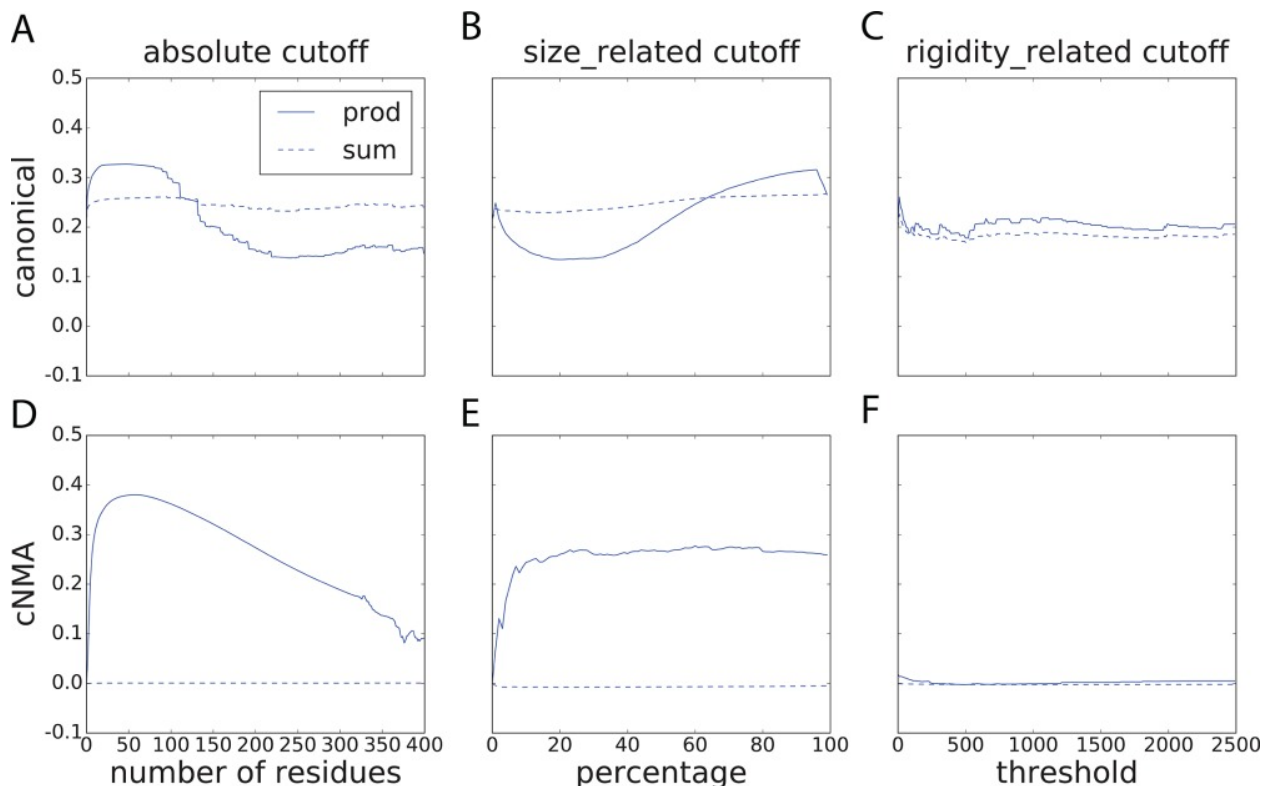 A B C
absolute cutoff size_related cutoff rigidity_related cutoff
0.5
0.4
0.3
0.2
0.1
0.0
-0.1
canonical
prod
sum
D E F
0.5
0.4
0.3
0.2
0.1
0.0
-0.1
cNMA
0 50 100 150 200 250 300 350 400 0 20 40 60 80 100 0 500 1000 1500 2000 2500
number of residues percentage threshold